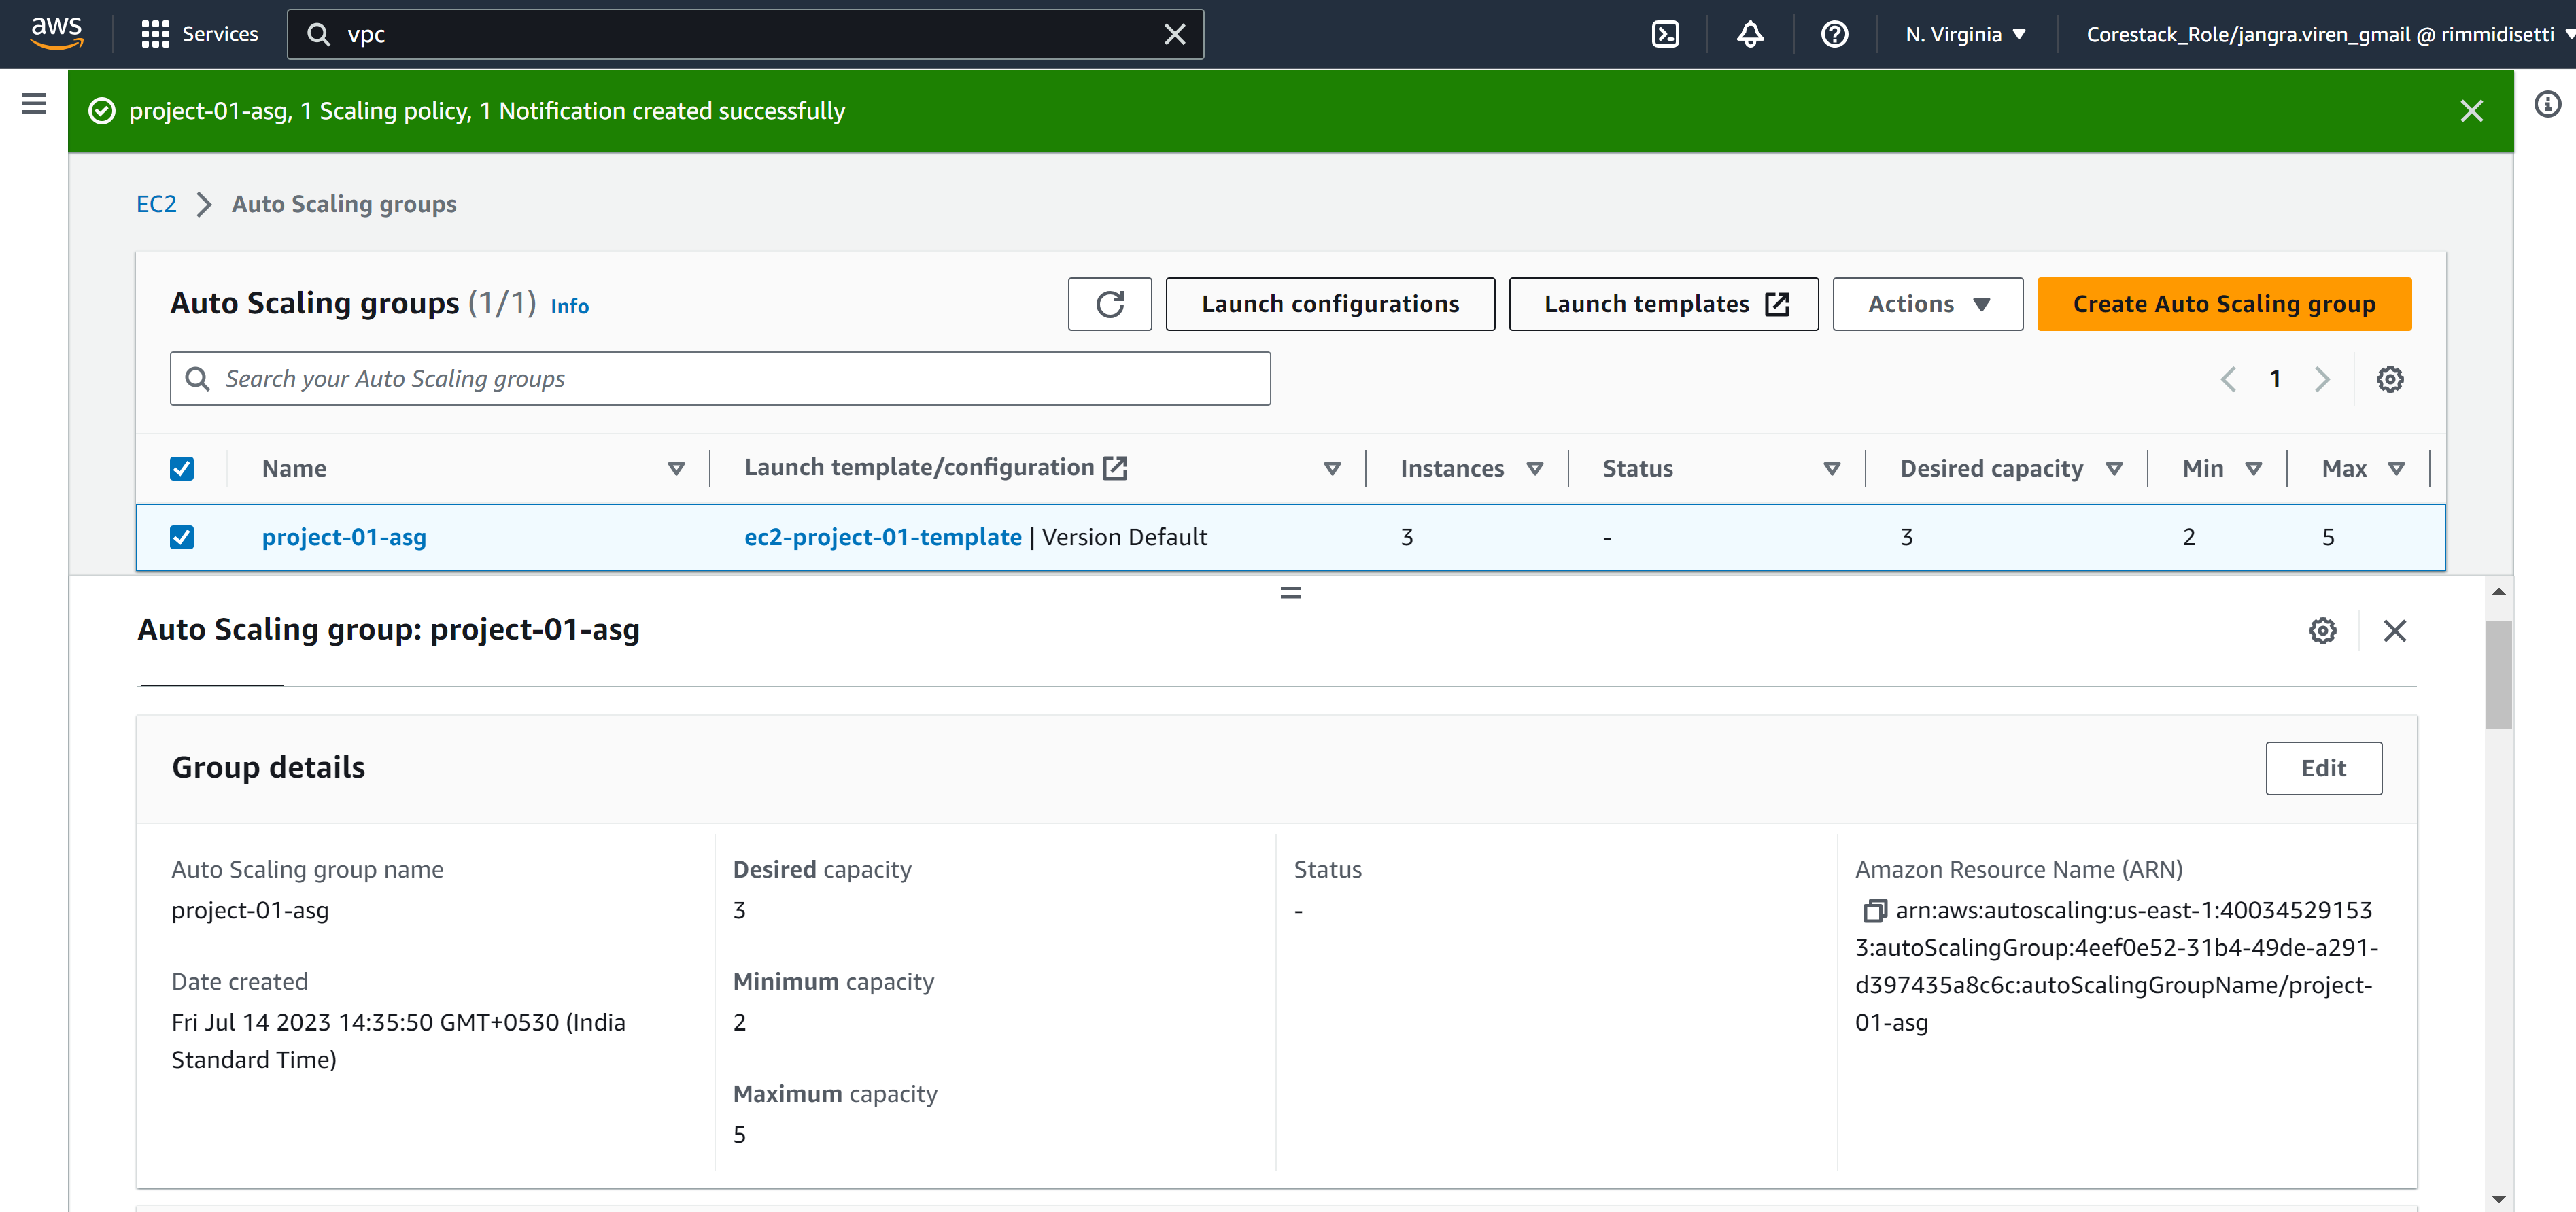 aws
Services
vpc
N. Virginia
Corestack_Role/jangra.viren_gmail @ rimmidisetti
project-01-asg, 1 Scaling policy, 1 Notification created successfully
EC2
Auto Scaling groups
Auto Scaling groups (1/1) Info
Launch configurations
Launch templates
Actions
Create Auto Scaling group
Search your Auto Scaling groups
1
Name
Launch template/configuration
Instances
Status
Desired capacity
Min
Max
project-01-asg
ec2-project-01-template | Version Default
3
-
3
2
5
Auto Scaling group: project-01-asg
Group details
Edit
Auto Scaling group name
project-01-asg
Date created
Fri Jul 14 2023 14:35:50 GMT+0530 (India
Standard Time)
Desired capacity
3
Minimum capacity
2
Maximum capacity
5
Status
-
Amazon Resource Name (ARN)
arn:aws:autoscaling:us-east-1:40034529153
3:autoScalingGroup:4eef0e52-31b4-49de-a291-
d397435a8c6c:autoScalingGroupName/project-
01-asg